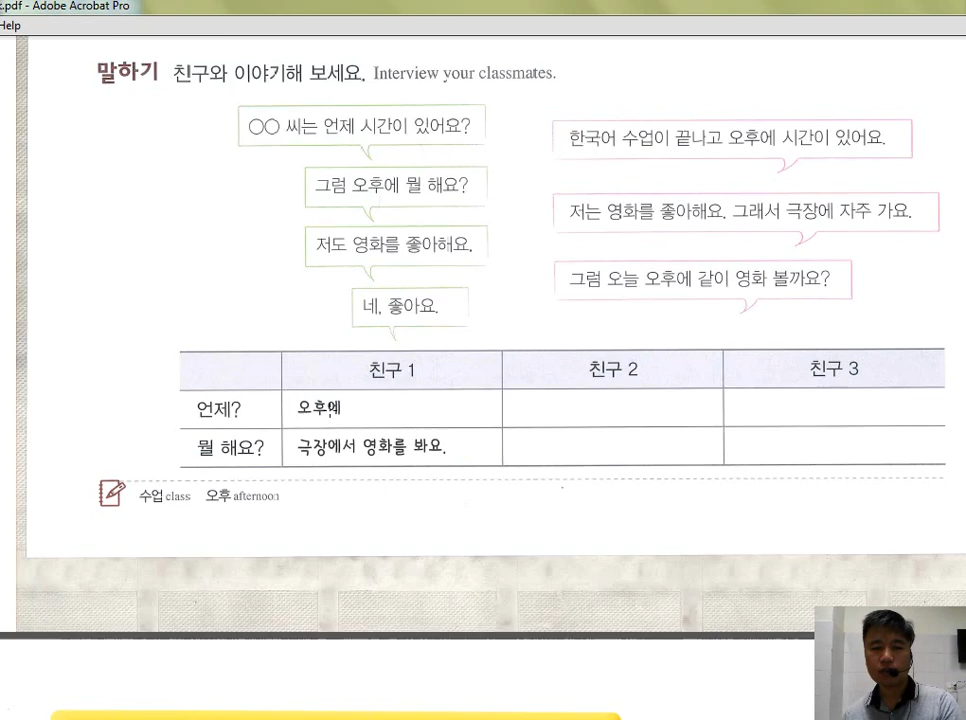 .pdf - Adobe Acrobat Pro
Help
말하기 친구와 이야기해 보세요. Interview your classmates.
○○ 씨는 언제 시간이 있어요?
한국어 수업이 끝나고 오후에 시간이 있어요.
그럼 오후에 뭘 해요?
저는 영화를 좋아해요. 그래서 극장에 자주 가요.
저도 영화를 좋아해요.
그럼 오늘 오후에 같이 영화 볼까요?
네, 좋아요.
친구 1 친구 2 친구 3
언제? 오후에
뭘 해요? 극장에서 영화를 봐요.
수업 class 오후 afternoon